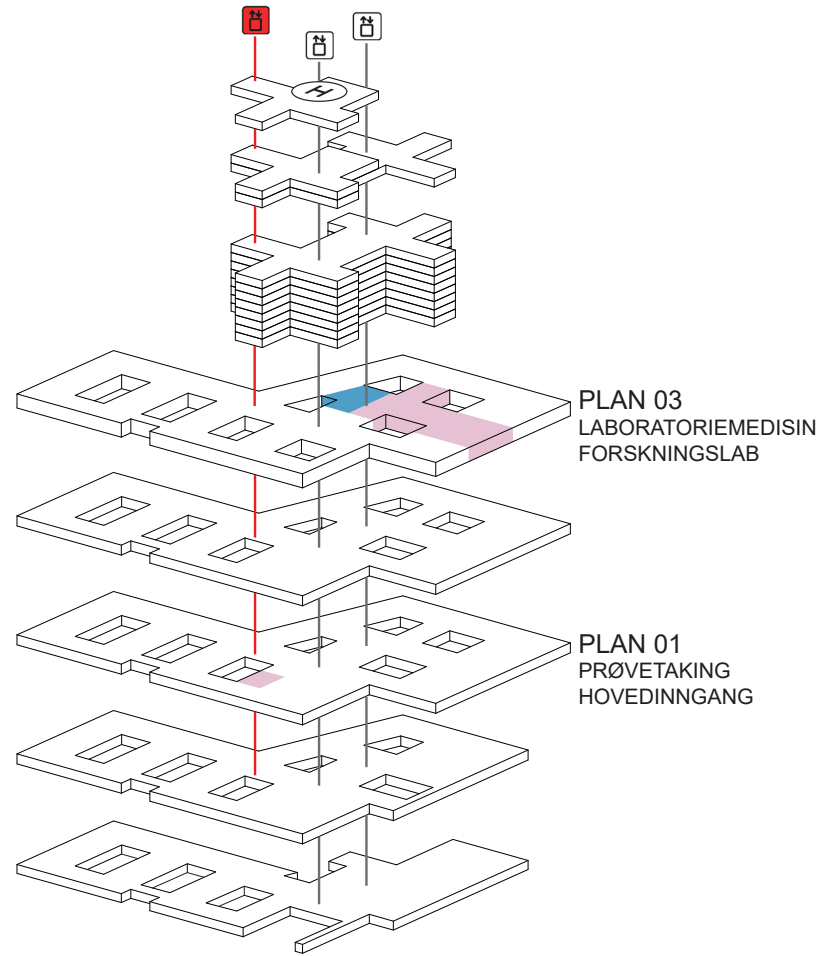 H
PLAN 03
LABORATORIEMEDISIN
FORSKNINGSLAB
PLAN 01
PRØVETAKING
HOVEDINNGANG